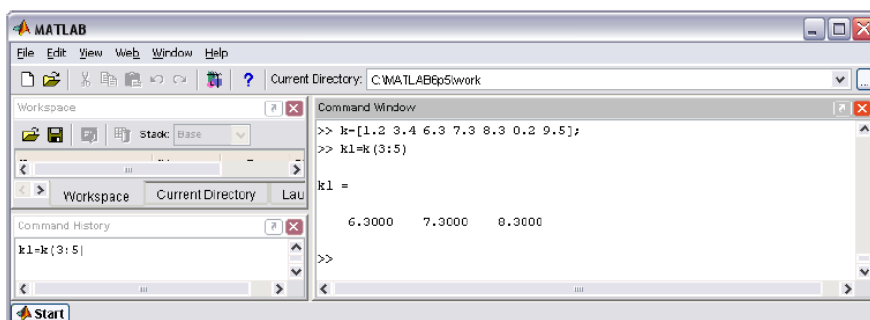 MATLAB
File Edit View Web Window Help
? Current Directory: C:\MATLAB6p5\work ...
Workspace
Stack: Base
Workspace Current Directory Lau
Command History
k1=k(3:5|
Command Window
>> k=[1.2 3.4 6.3 7.3 8.3 0.2 9.5];
>> k1=k(3:5)
k1 =
6.3000 7.3000 8.3000
>>
Start